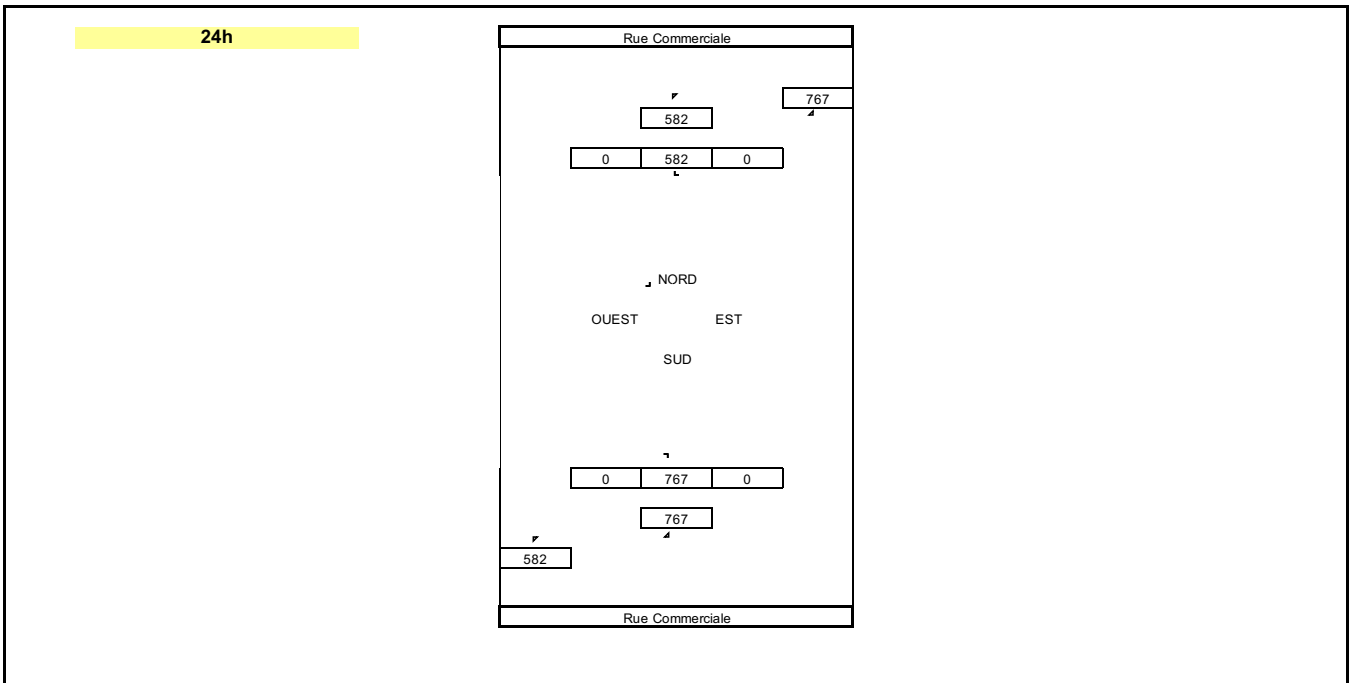 24h
Rue Commerciale
767
582
0 582 0
NORD
OUEST EST
SUD
0 767 0
767
582
Rue Commerciale